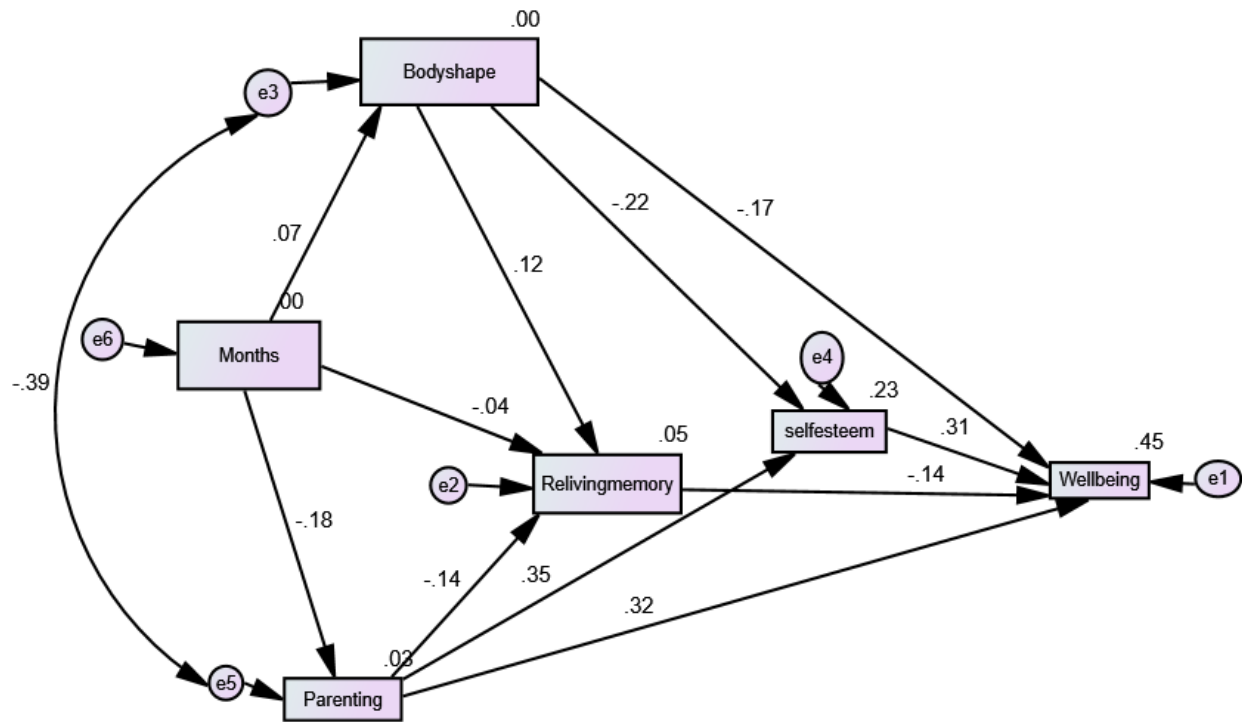 .00
Bodyshape
e3
-.22
-.17
.07
.12
.00
e6
Months
e4
-.39
-.04
.23
selfesteem
.31
.05
.45
e2
Relivingmemory
-.14
Wellbeing
e1
-.18
-.14
.35
.32
.03
e5
Parenting